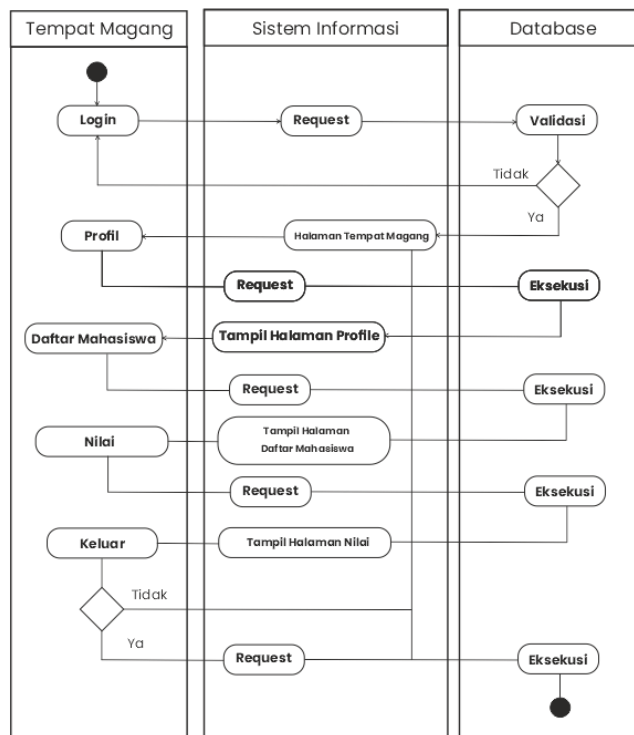 Tempat Magang
Sistem Informasi
Database
Login
Request
Validasi
Tidak
Ya
Profil
Halaman Tempat Magang
Request
Eksekusi
Daftar Mahasiswa
Tampil Halaman Profile
Request
Eksekusi
Nilai
Tampil Halaman
Daftar Mahasiswa
Request
Eksekusi
Keluar
Tampil Halaman Nilai
Tidak
Ya
Request
Eksekusi